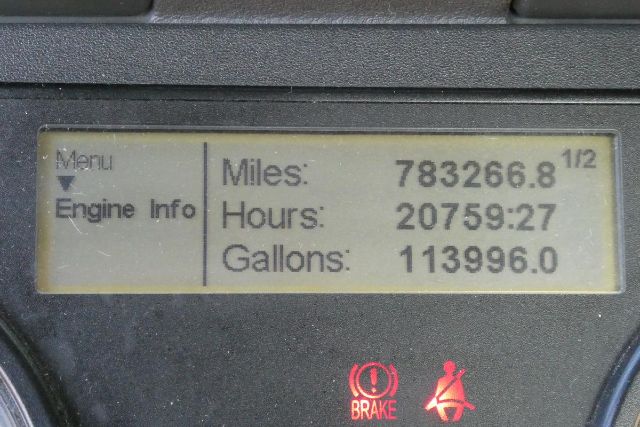 Menu
Engine Info
Miles: 783266.8 1/2
Hours: 20759:27
Gallons: 113996.0
BRAKE